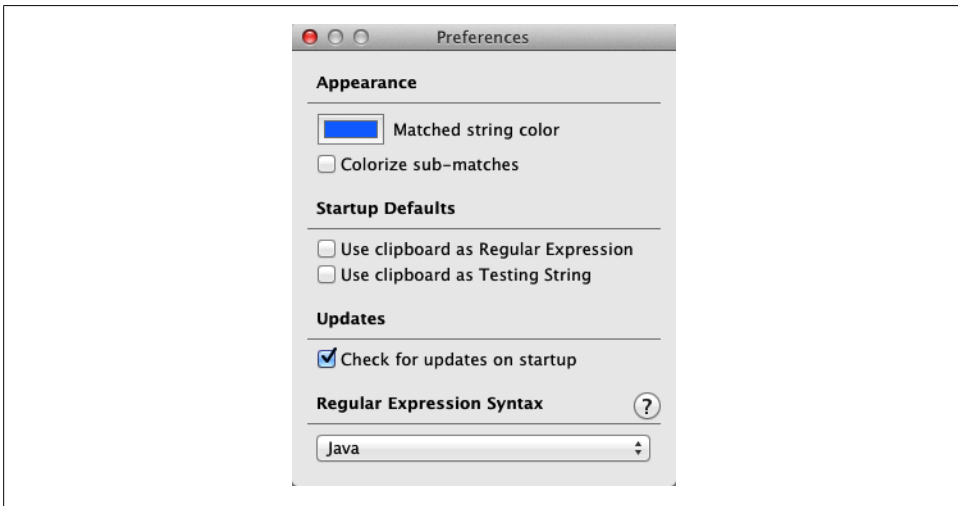 Preferences
Appearance
Matched string color
Colorize sub-matches
Startup Defaults
Use clipboard as Regular Expression
Use clipboard as Testing String
Updates
Check for updates on startup
Regular Expression Syntax ?
Java